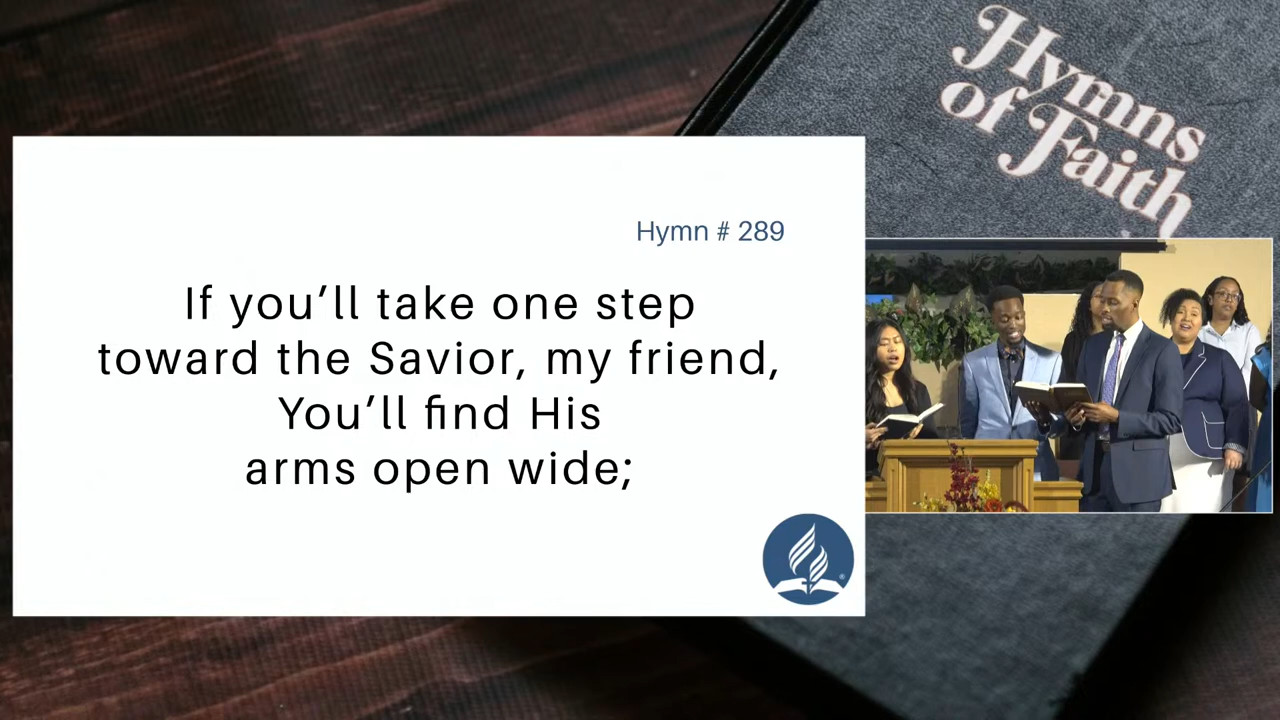 Hymns
of Faith
Hymn # 289
If you’ll take one step
toward the Savior, my friend,
You’ll find His
arms open wide;
®